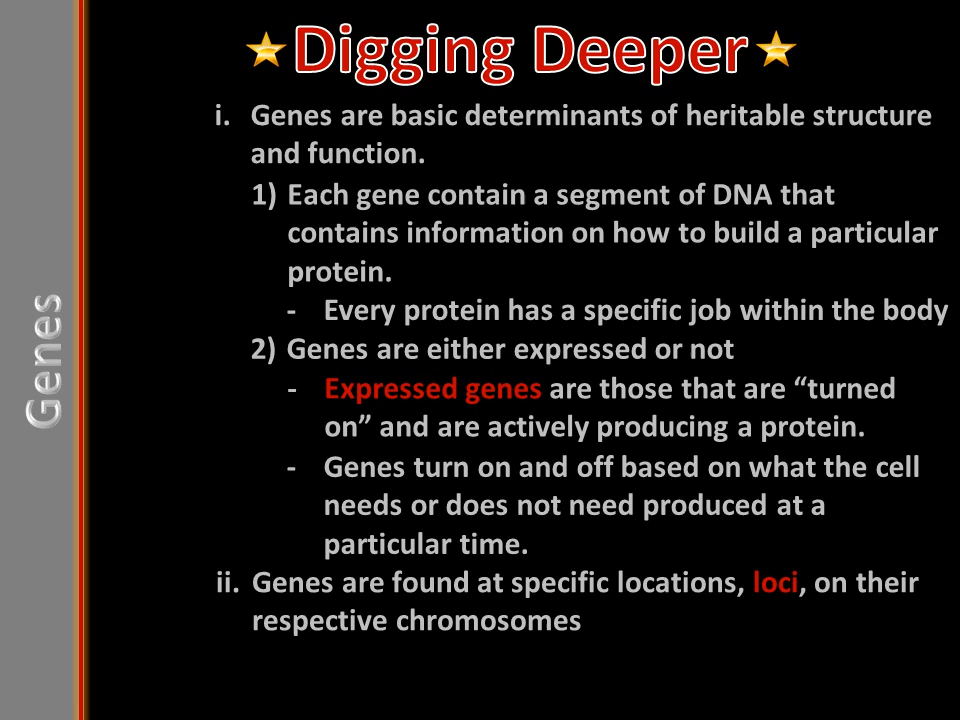 Digging Deeper
i. Genes are basic determinants of heritable structure
and function.
1) Each gene contain a segment of DNA that
contains information on how to build a particular
protein.
- Every protein has a specific job within the body
2) Genes are either expressed or not
- Expressed genes are those that are “turned
on” and are actively producing a protein.
- Genes turn on and off based on what the cell
needs or does not need produced at a
particular time.
ii. Genes are found at specific locations, loci, on their
respective chromosomes
Genes